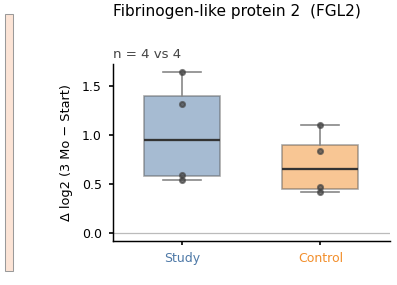 Fibrinogen-like protein 2  (FGL2)
n = 4 vs 4
Δ log2 (3 Mo − Start)
1.5
1.0
0.5
0.0
Study
Control